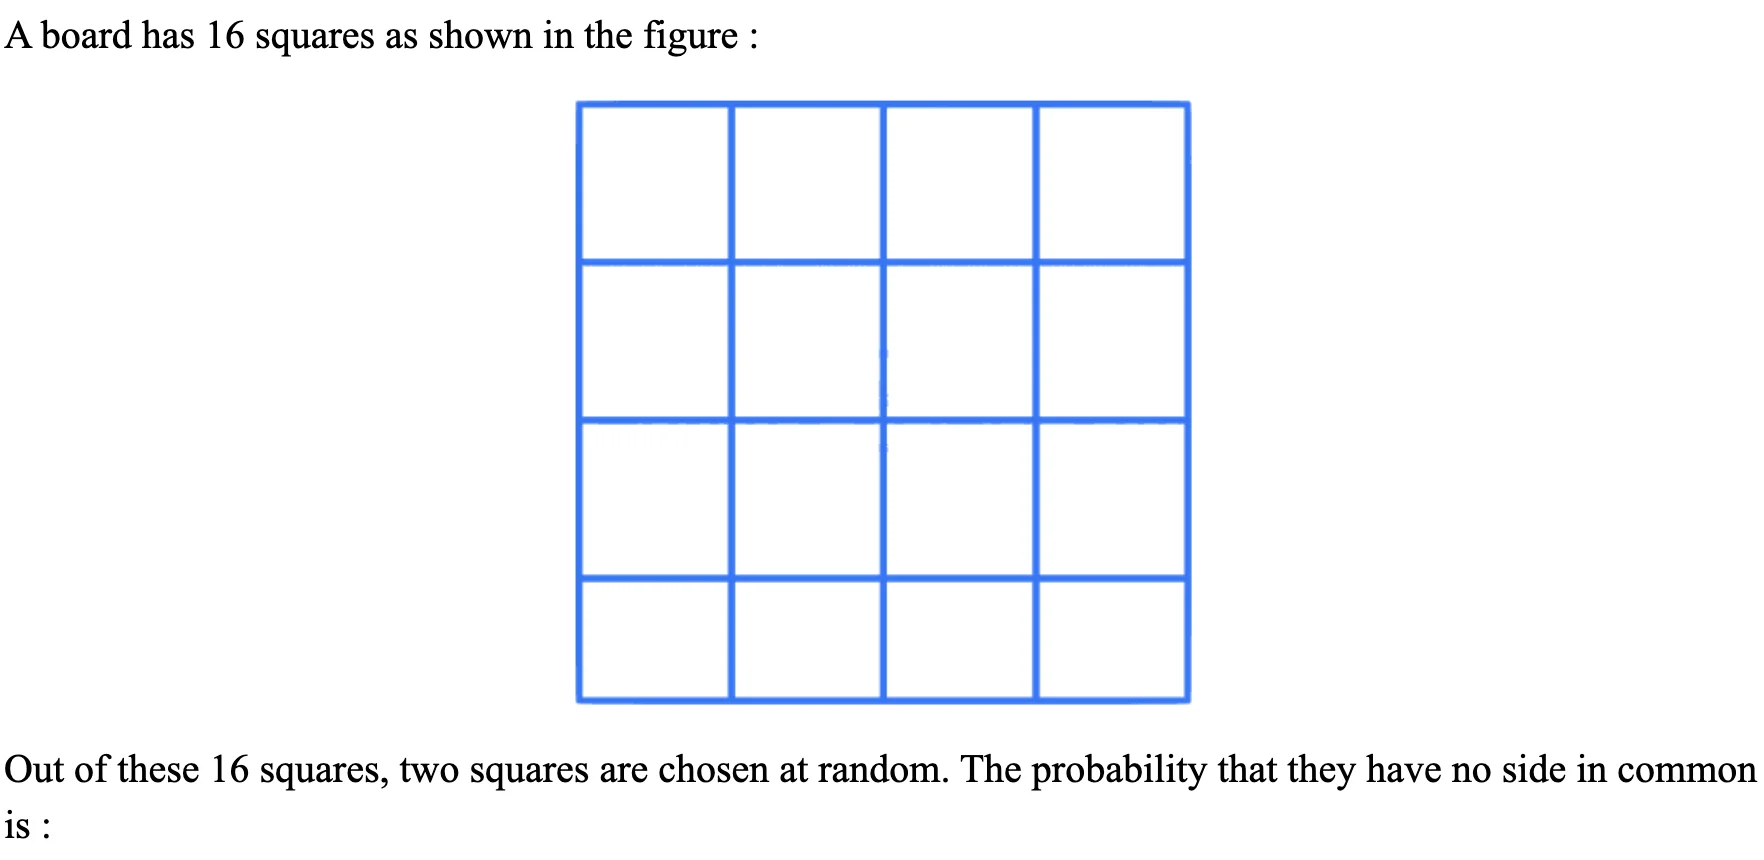 A board has 16 squares as shown in the figure :
Out of these 16 squares, two squares are chosen at random. The probability that they have no side in common
is :